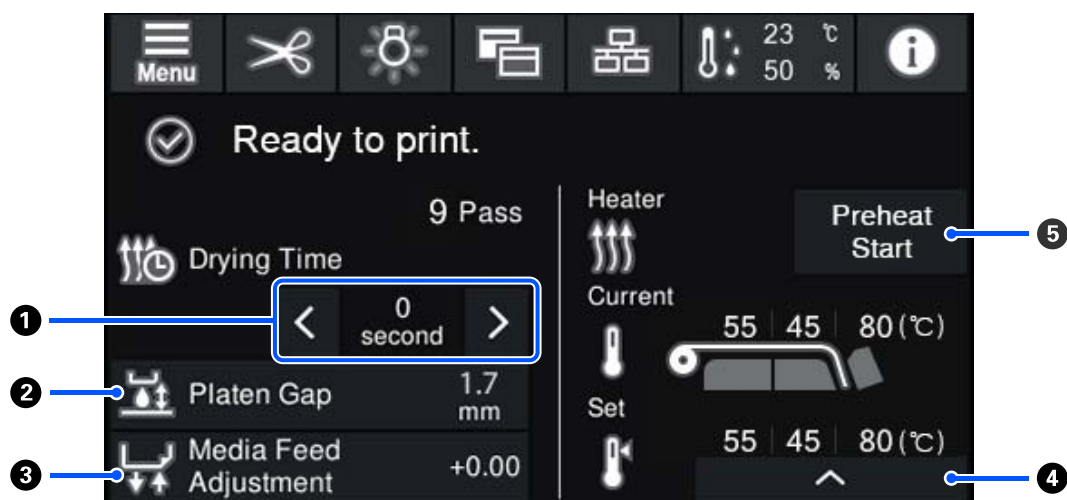 Menu
23 ℃
50 %
Ready to print.
9 Pass
Drying Time
0
second
Platen Gap
1.7
mm
Media Feed
Adjustment
+0.00
Heater
Preheat
Start
Current
55 45 80 (℃)
Set
55 45 80 (℃)
1
2
3
4
5